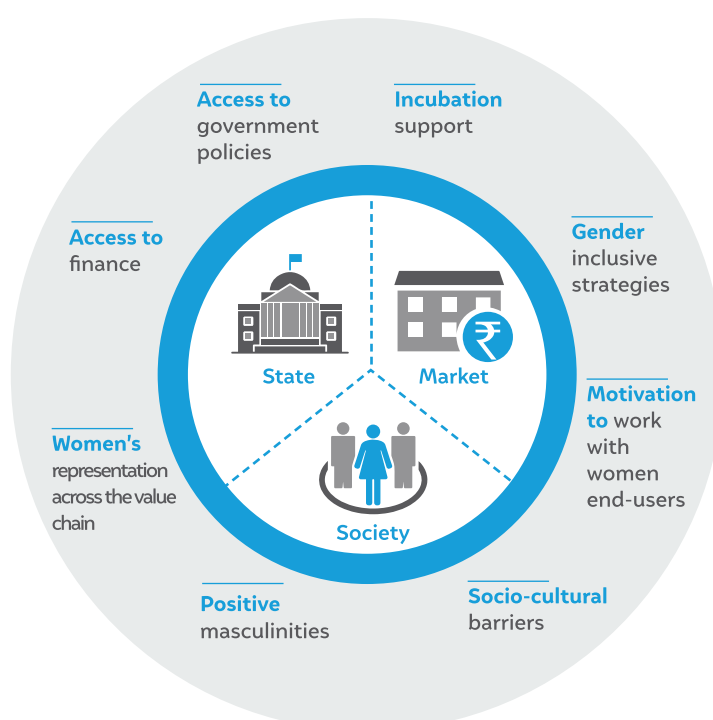 Access to
government
policies
Incubation
support
Access to
finance
Gender
inclusive
strategies
State
Market
₹
Motivation
to work
with
women
end-users
Women's
representation
across the value
chain
Society
Positive
masculinities
Socio-cultural
barriers